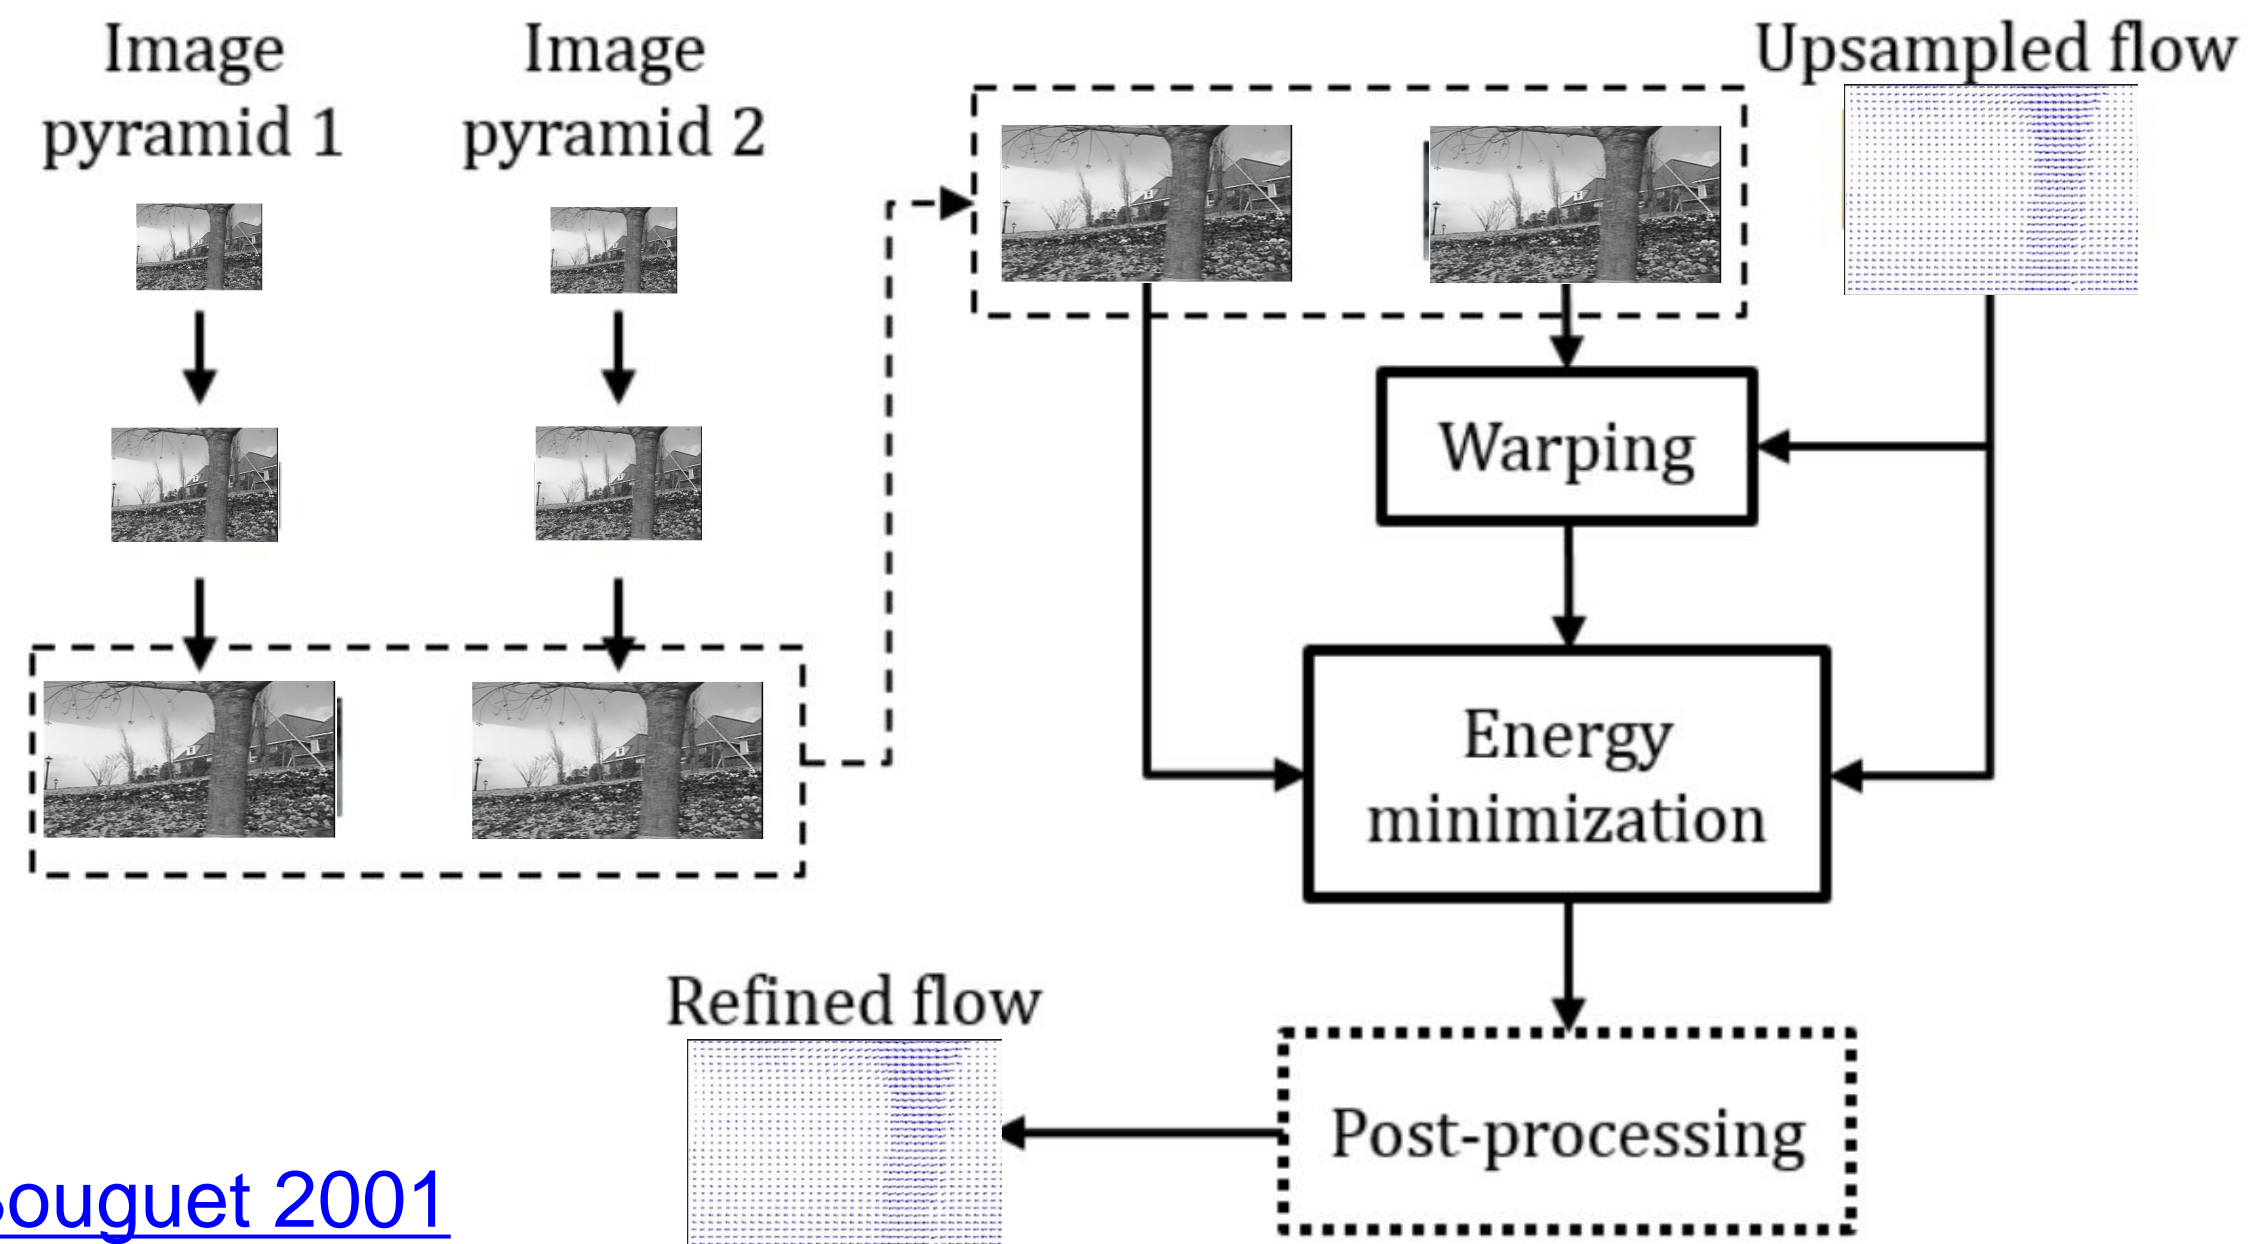 Image
pyramid 1
Image
pyramid 2
Upsampled flow
Warping
Energy
minimization
Refined flow
Post-processing
ouguet 2001